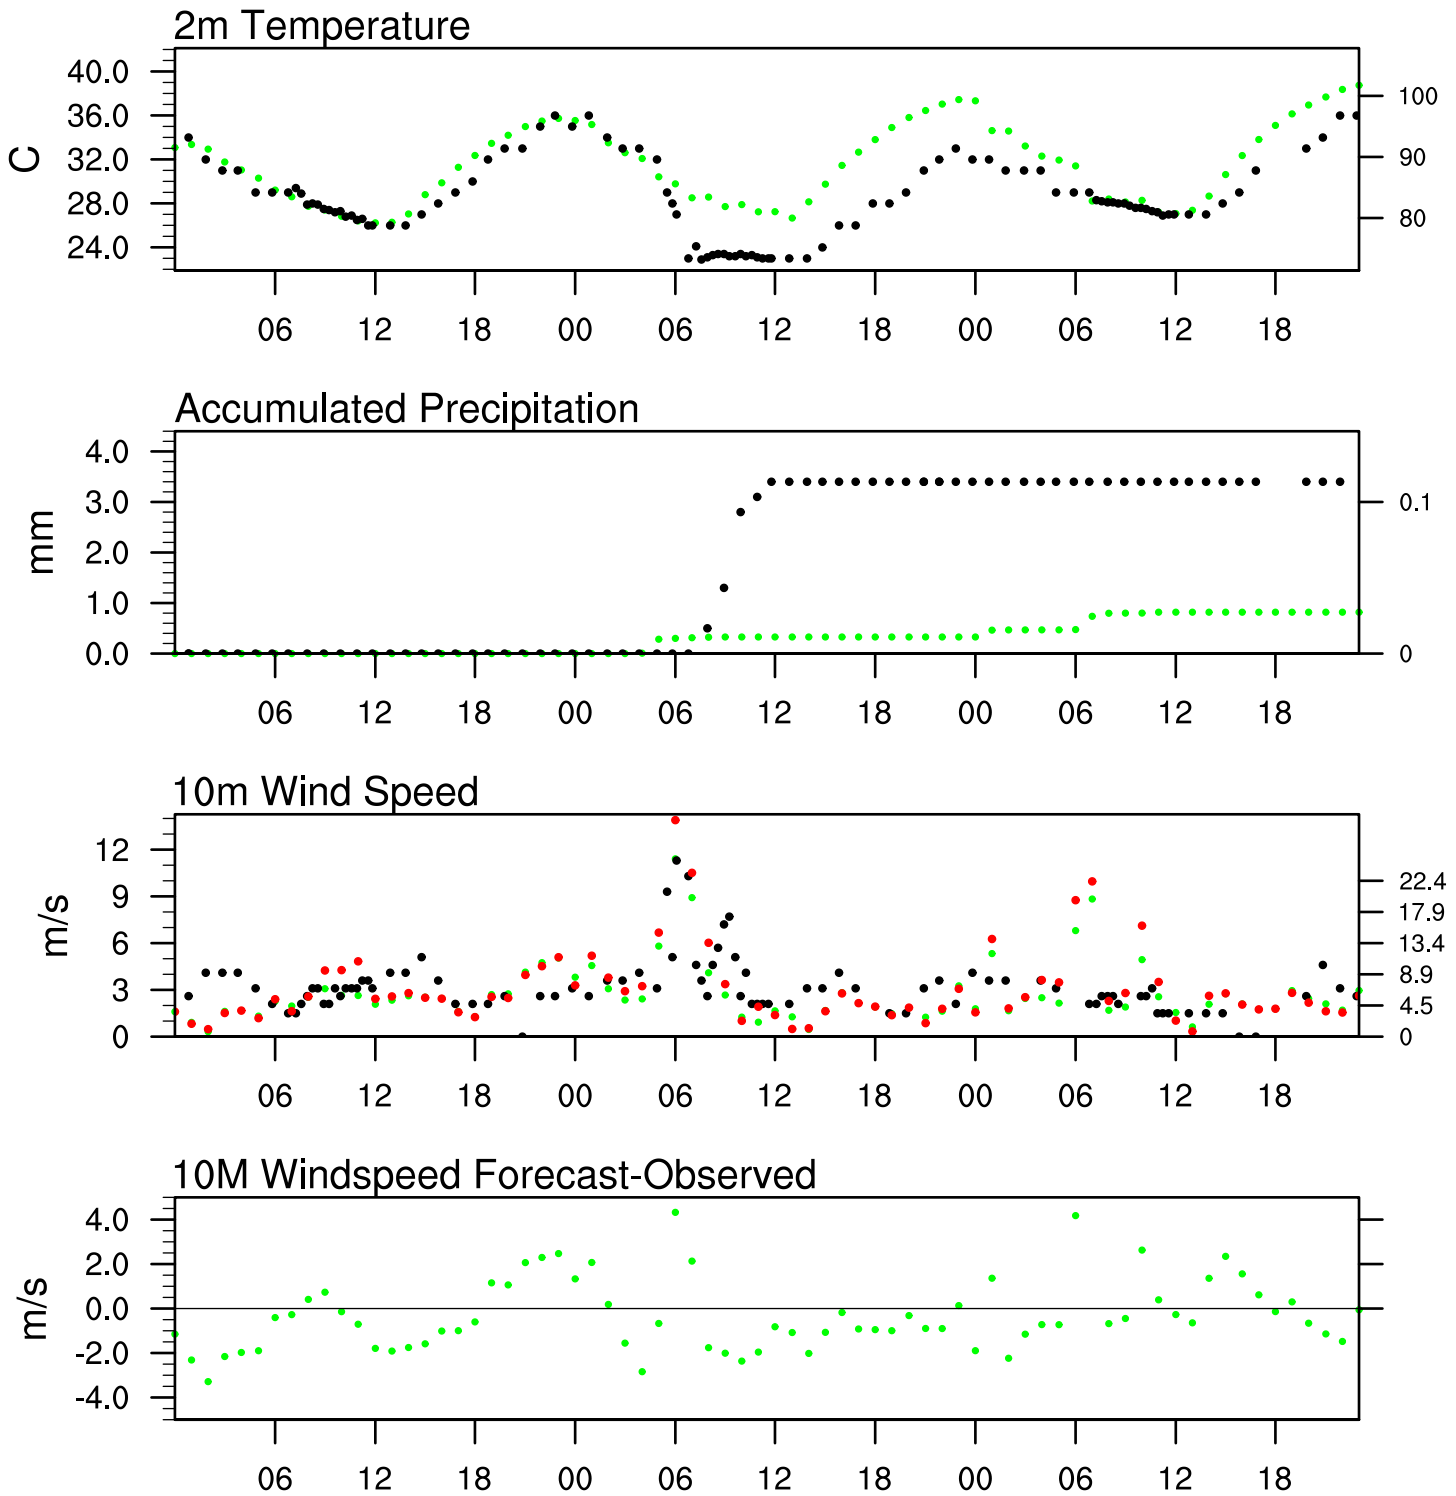 2m Temperature
C
40.0
36.0
32.0
28.0
24.0
100
90
80
06 12 18 00 06 12 18 00 06 12 18
Accumulated Precipitation
mm
4.0
3.0
2.0
1.0
0.0
0.1
0
06 12 18 00 06 12 18 00 06 12 18
10m Wind Speed
m/s
12
9
6
3
0
22.4
17.9
13.4
8.9
4.5
0
06 12 18 00 06 12 18 00 06 12 18
10M Windspeed Forecast-Observed
m/s
4.0
2.0
0.0
-2.0
-4.0
06 12 18 00 06 12 18 00 06 12 18